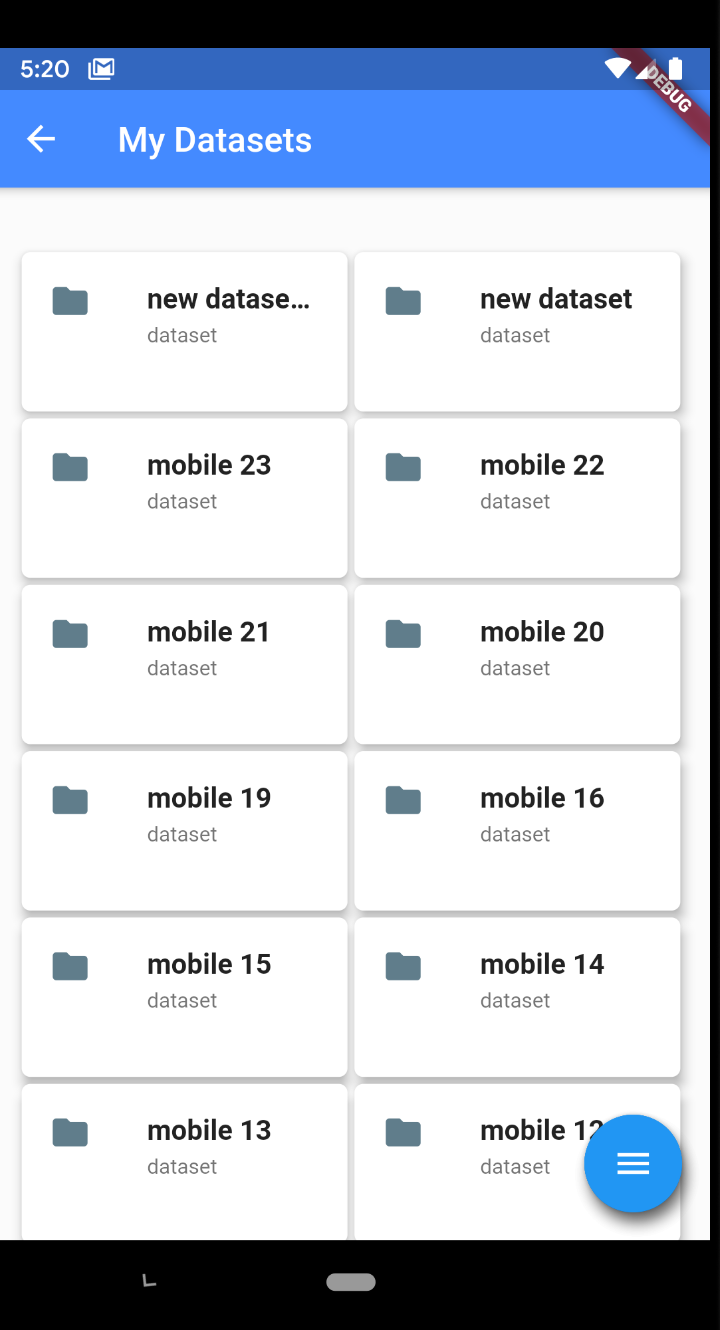 5:20
DEBUG
My Datasets
new datase... new dataset
dataset dataset
mobile 23 mobile 22
dataset dataset
mobile 21 mobile 20
dataset dataset
mobile 19 mobile 16
dataset dataset
mobile 15 mobile 14
dataset dataset
mobile 13 mobile 12
dataset dataset